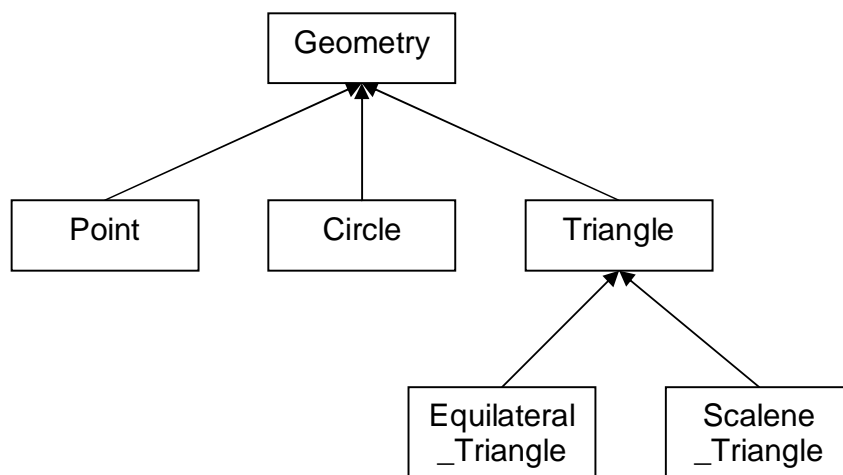 Geometry
Point
Circle
Triangle
Equilateral
_Triangle
Scalene
_Triangle